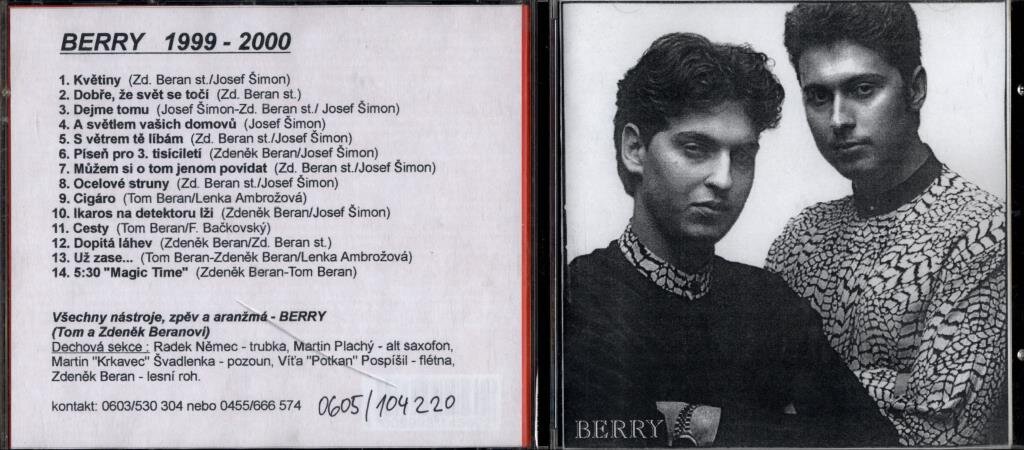 BERRY 1999 - 2000
1. Květiny (Zd. Beran st./Josef Šimon)
2. Dobře, že svět se točí (Zd. Beran st.)
3. Dejme tomu (Josef Šimon-Zd. Beran st./ Josef Šimon)
4. A světlem vašich domovů (Josef Šimon)
5. S větrem tě líbám (Zd. Beran st./Josef Šimon)
6. Píseň pro 3. tisíciletí (Zdeněk Beran/Josef Šimon)
7. Můžem si o tom jenom povídat (Zd. Beran st./Josef Šimon)
8. Ocelové struny (Zd. Beran st./Josef Šimon)
9. Cigáro (Tom Beran/Lenka Ambrožová)
10. Ikaros na detektoru lži (Zdeněk Beran/Josef Šimon)
11. Cesty (Tom Beran/F. Bačkovský)
12. Dopitá láhev (Zdeněk Beran/Zd. Beran st.)
13. Už zase... (Tom Beran-Zdeněk Beran/Lenka Ambrožová)
14. 5:30 "Magic Time" (Zdeněk Beran-Tom Beran)
Všechny nástroje, zpěv a aranžmá - BERRY
(Tom a Zdeněk Beranovi)
Dechová sekce : Radek Němec - trubka, Martin Plachý - alt saxofon,
Martin "Krkavec" Švadlenka - pozoun, Víťa "Potkan" Pospíšil - flétna,
Zdeněk Beran - lesní roh.
kontakt: 0603/530 304 nebo 0455/666 574 0605/104 220
BERRY